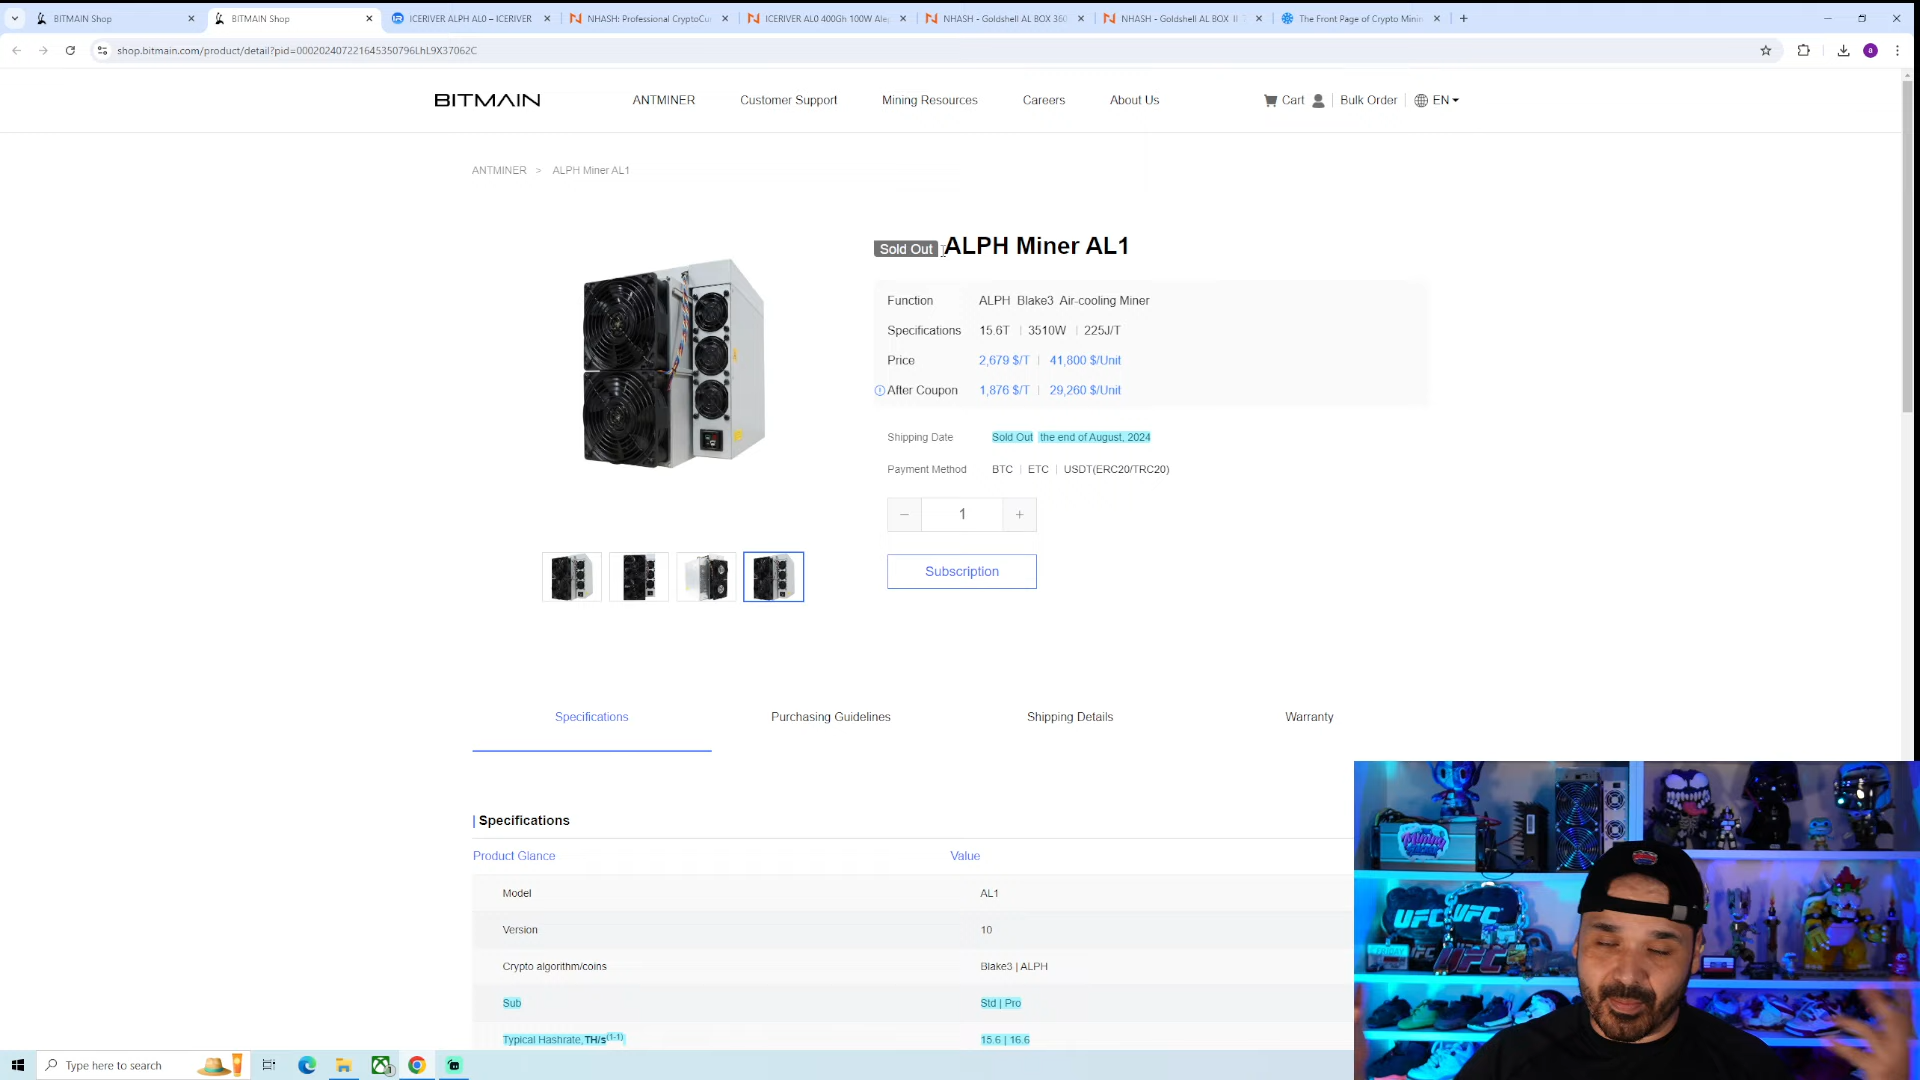 BITMAIN Shop
BITMAIN Shop
ICERIVER ALPH AL0 – ICERIVER
NHASH: Professional CryptoCu
ICERIVER AL0 400Gh 100W Ale
NHASH - Goldshell AL BOX 360
NHASH - Goldshell AL BOX II
The Front Page of Crypto Minin
shop.bitmain.com/product/detail?pid=00020240722164535079​6LhL9X37062C
a
BITMAIN
ANTMINER
Customer Support
Mining Resources
Careers
About Us
Cart
Bulk Order
EN
ANTMINER > ALPH Miner AL1
Sold Out ALPH Miner AL1
Function ALPH Blake3 Air-cooling Miner
Specifications 15.6T | 3510W | 225J/T
Price 2,679 $/T | 41,800 $/Unit
After Coupon 1,876 $/T | 29,260 $/Unit
Shipping Date Sold Out the end of August, 2024
Payment Method BTC | ETC | USDT(ERC20/TRC20)
− 1 +
Subscription
Specifications
Purchasing Guidelines
Shipping Details
Warranty
Specifications
Product Glance Value
Model AL1
Version 10
Crypto algorithm/coins Blake3 | ALPH
Sub Std | Pro
Typical Hashrate, TH/s(1-1) 15.6 | 16.6
UFC UFC
UFC
Type here to search